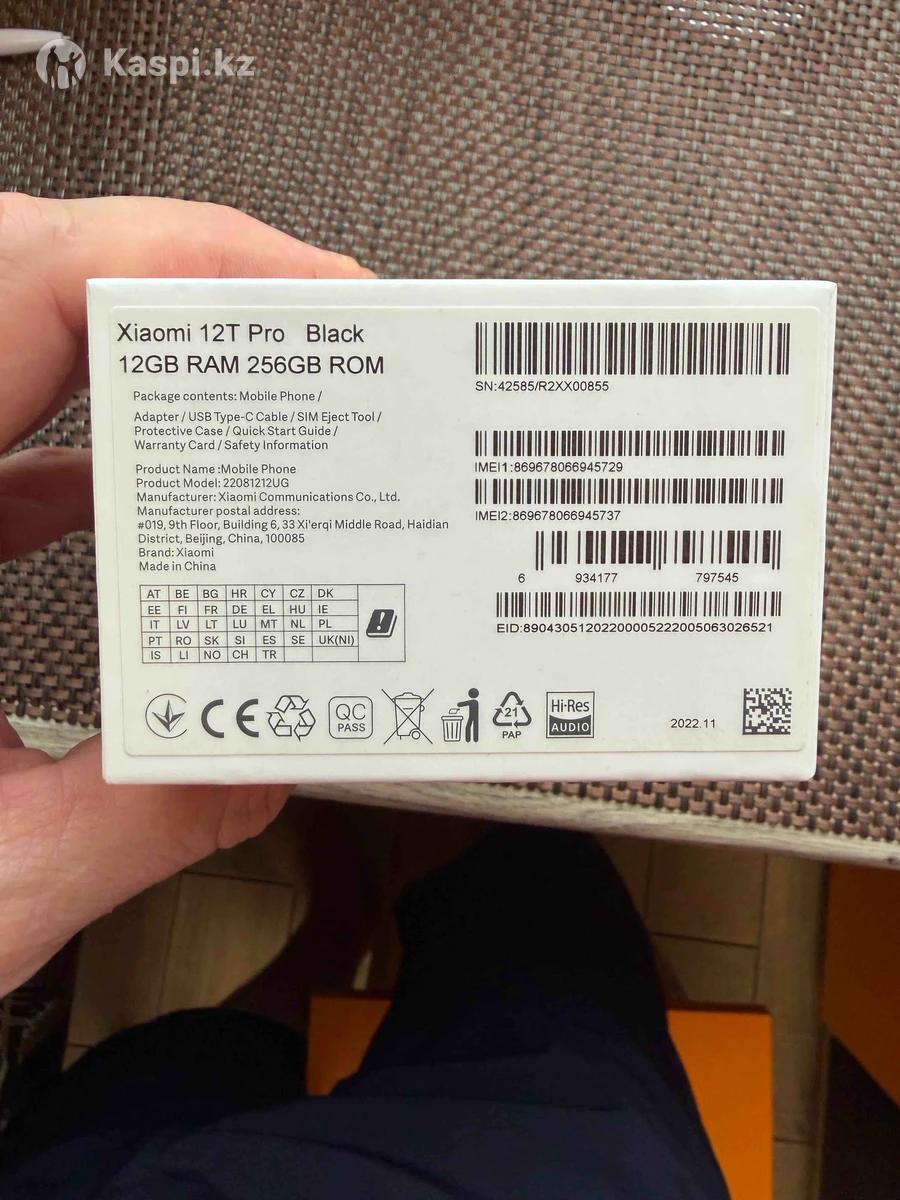 Kaspi.kz
Xiaomi 12T Pro Black
12GB RAM 256GB ROM
Package contents: Mobile Phone /
Adapter / USB Type-C Cable / SIM Eject Tool /
Protective Case / Quick Start Guide /
Warranty Card / Safety Information
Product Name :Mobile Phone
Product Model: 22081212UG
Manufacturer: Xiaomi Communications Co., Ltd.
Manufacturer postal address:
#019, 9th Floor, Building 6, 33 Xi'erqi Middle Road, Haidian
District, Beijing, China, 100085
Brand: Xiaomi
Made in China
AT BE BG HR CY CZ DK
EE FI FR DE EL HU IE
IT LV LT LU MT NL PL
PT RO SK SI ES SE UK(NI)
IS LI NO CH TR
SN:42585/R2XX00855
IMEI1:869678066945729
IMEI2:869678066945737
6 934177 797545
EID:89043051202200005222005063026521
CE
QC
PASS
21
PAP
Hi-Res
AUDIO
2022.11